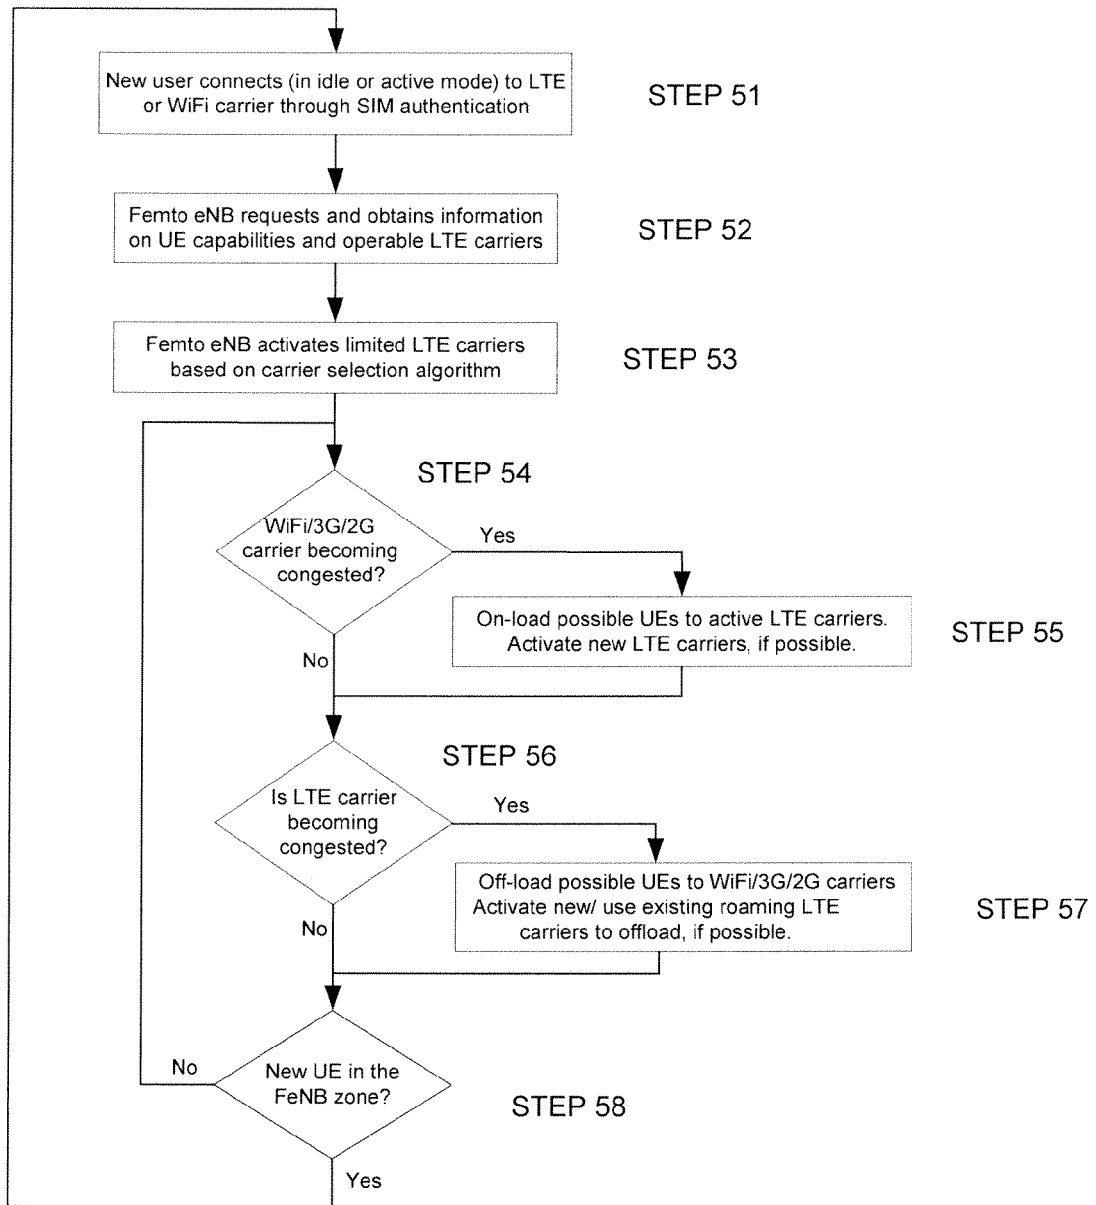 New user connects (in idle or active mode) to LTE
or WiFi carrier through SIM authentication
STEP 51
Femto eNB requests and obtains information
on UE capabilities and operable LTE carriers
STEP 52
Femto eNB activates limited LTE carriers
based on carrier selection algorithm
STEP 53
STEP 54
WiFi/3G/2G
carrier becoming
congested?
Yes
On-load possible UEs to active LTE carriers.
Activate new LTE carriers, if possible.
STEP 55
No
STEP 56
Is LTE carrier
becoming
congested?
Yes
Off-load possible UEs to WiFi/3G/2G carriers
Activate new/ use existing roaming LTE
carriers to offload, if possible.
STEP 57
No
No
New UE in the
FeNB zone?
STEP 58
Yes